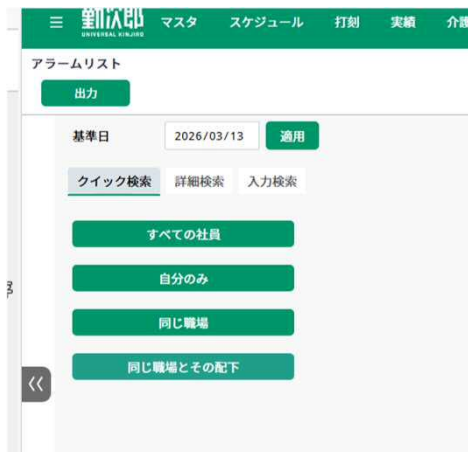 勤次郎 マスタ スケジュール 打刻 実績 介護
UNIVERSAL KINJIRO
アラームリスト
出力
基準日 2026/03/13 適用
クイック検索 詳細検索 入力検索
すべての社員
自分のみ
同じ職場
同じ職場とその配下